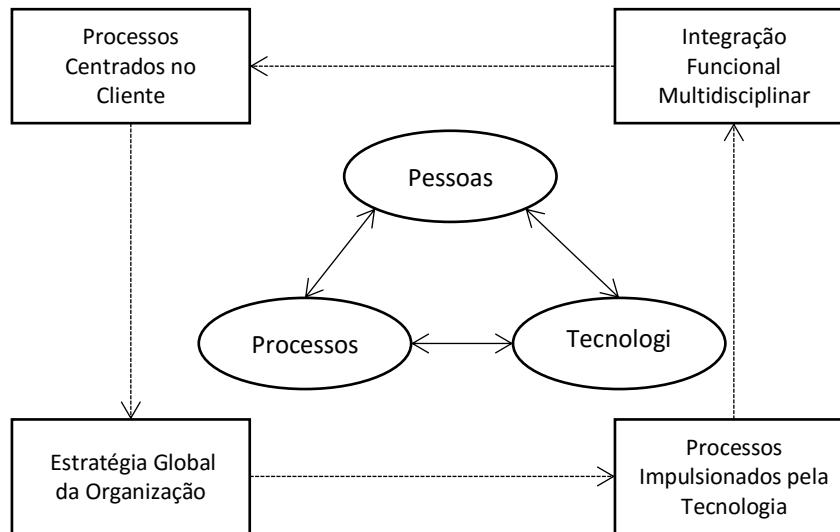 Processos
Centrados no
Cliente
Integração
Funcional
Multidisciplinar
Pessoas
Processos
Tecnologi
Estratégia Global
da Organização
Processos
Impulsionados pela
Tecnologia